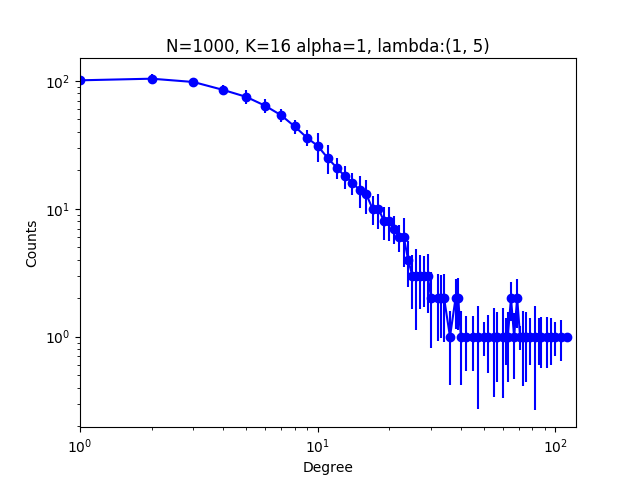 N=1000, K=16 alpha=1, lambda:(1, 5)
10²
10¹
10⁰
Counts
10⁰ 10¹ 10²
Degree